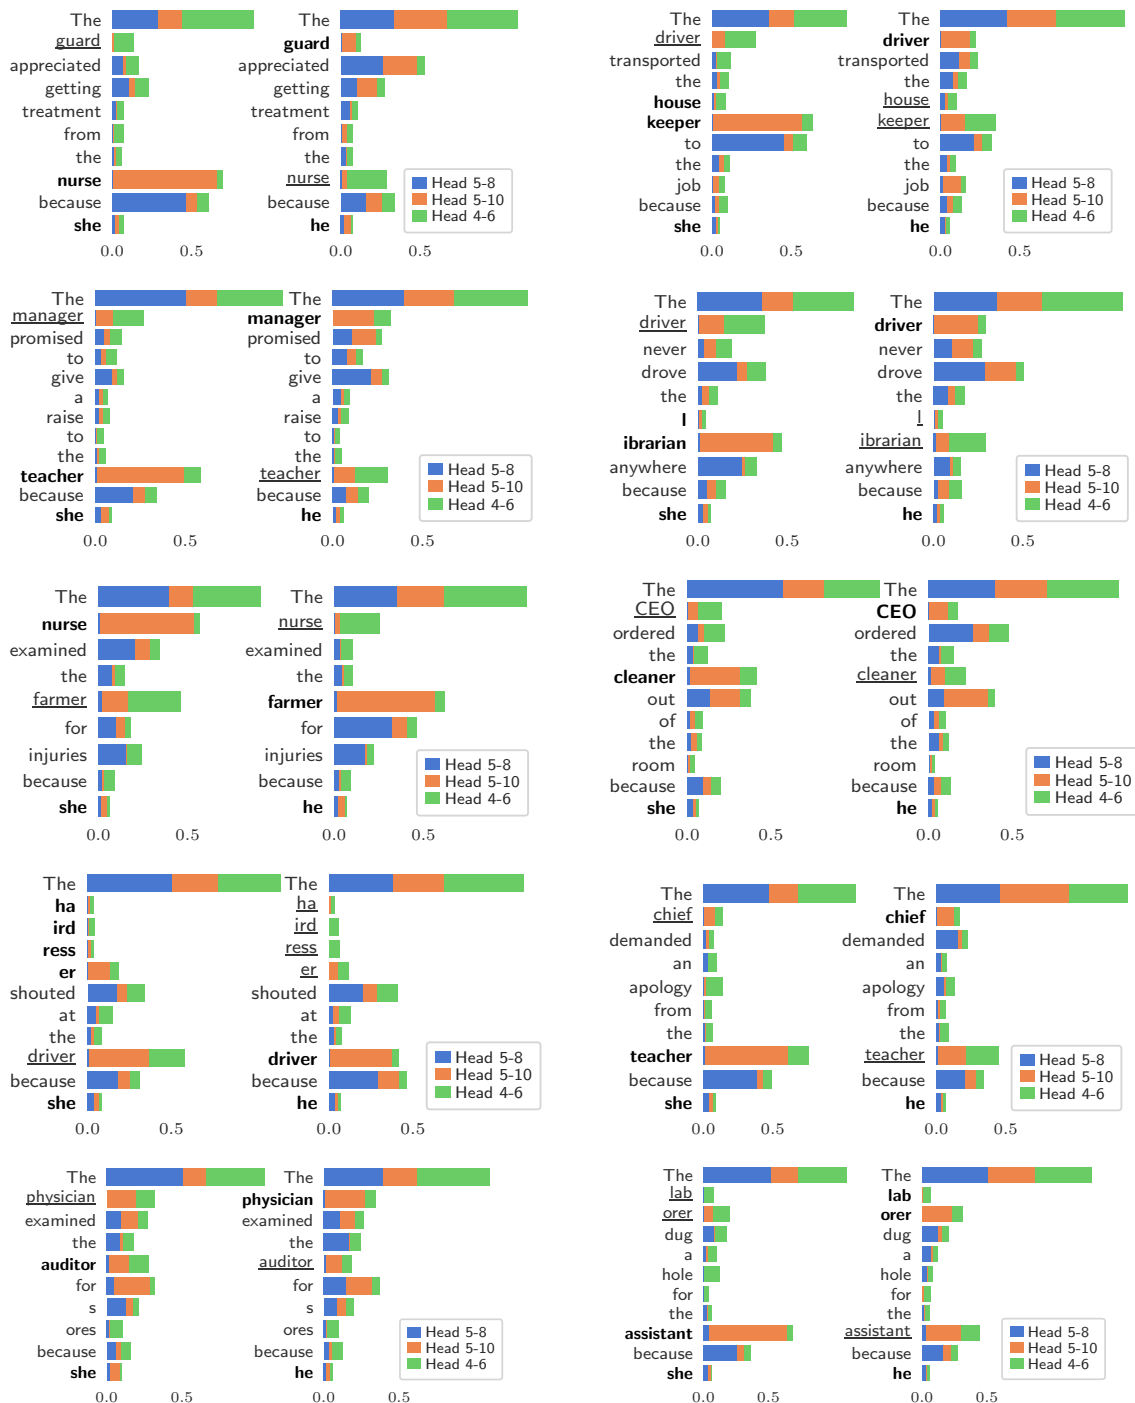 The
guard
appreciated
getting
treatment
from
the
nurse
because
she
0.0 0.5
The
guard
appreciated
getting
treatment
from
the
nurse
because
he
0.0 0.5
Head 5-8
Head 5-10
Head 4-6
The
driver
transported
the
house
keeper
to
the
job
because
she
0.0 0.5
The
driver
transported
the
house
keeper
to
the
job
because
he
0.0 0.5
Head 5-8
Head 5-10
Head 4-6
The
manager
promised
to
give
a
raise
to
the
teacher
because
she
0.0 0.5
The
manager
promised
to
give
a
raise
to
the
teacher
because
he
0.0 0.5
Head 5-8
Head 5-10
Head 4-6
The
driver
never
drove
the
l
ibrarian
anywhere
because
she
0.0 0.5
The
driver
never
drove
the
l
ibrarian
anywhere
because
he
0.0 0.5
Head 5-8
Head 5-10
Head 4-6
The
nurse
examined
the
farmer
for
injuries
because
she
0.0 0.5
The
nurse
examined
the
farmer
for
injuries
because
he
0.0 0.5
Head 5-8
Head 5-10
Head 4-6
The
CEO
ordered
the
cleaner
out
of
the
room
because
she
0.0 0.5
The
CEO
ordered
the
cleaner
out
of
the
room
because
he
0.0 0.5
Head 5-8
Head 5-10
Head 4-6
The
ha
ird
ress
er
shouted
at
the
driver
because
she
0.0 0.5
The
ha
ird
ress
er
shouted
at
the
driver
because
he
0.0 0.5
Head 5-8
Head 5-10
Head 4-6
The
chief
demanded
an
apology
from
the
teacher
because
she
0.0 0.5
The
chief
demanded
an
apology
from
the
teacher
because
he
0.0 0.5
Head 5-8
Head 5-10
Head 4-6
The
physician
examined
the
auditor
for
s
ores
because
she
0.0 0.5
The
physician
examined
the
auditor
for
s
ores
because
he
0.0 0.5
Head 5-8
Head 5-10
Head 4-6
The
lab
orer
dug
a
hole
for
the
assistant
because
she
0.0 0.5
The
lab
orer
dug
a
hole
for
the
assistant
because
he
0.0 0.5
Head 5-8
Head 5-10
Head 4-6